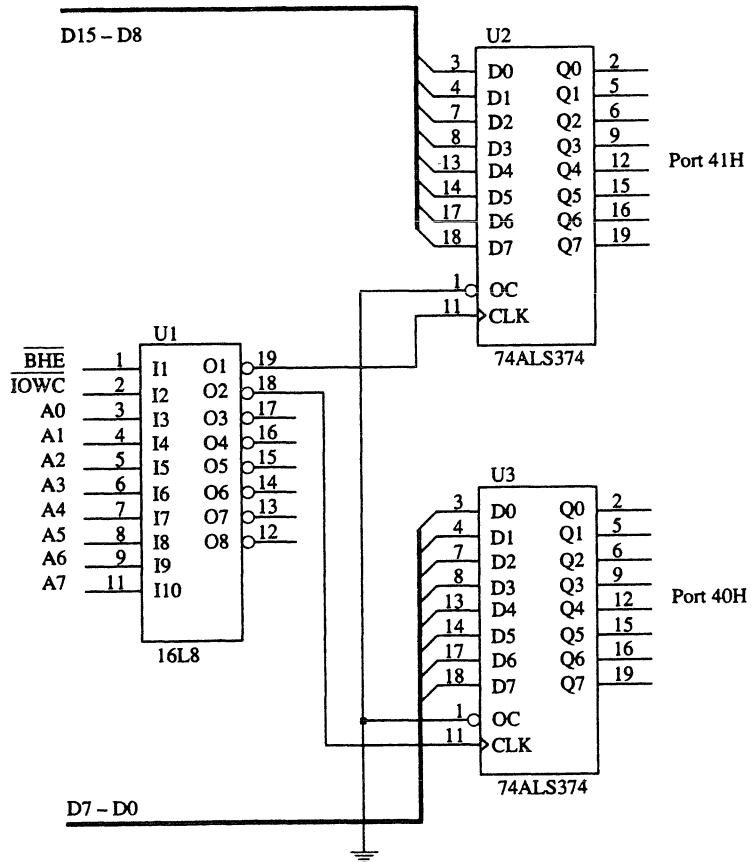 D15 – D8
U2
3 D0 Q0 2
4 D1 Q1 5
7 D2 Q2 6
8 D3 Q3 9
13 D4 Q4 12
14 D5 Q5 15
17 D6 Q6 16
18 D7 Q7 19
Port 41H
1 OC
11 CLK
74ALS374
U1
BHE 1 I1 O1 19
IOWC 2 I2 O2 18
A0 3 I3 O3 17
A1 4 I4 O4 16
A2 5 I5 O5 15
A3 6 I6 O6 14
A4 7 I7 O7 13
A5 8 I8 O8 12
A6 9 I9
A7 11 I10
16L8
U3
3 D0 Q0 2
4 D1 Q1 5
7 D2 Q2 6
8 D3 Q3 9
13 D4 Q4 12
14 D5 Q5 15
17 D6 Q6 16
18 D7 Q7 19
Port 40H
1 OC
11 CLK
74ALS374
D7 – D0